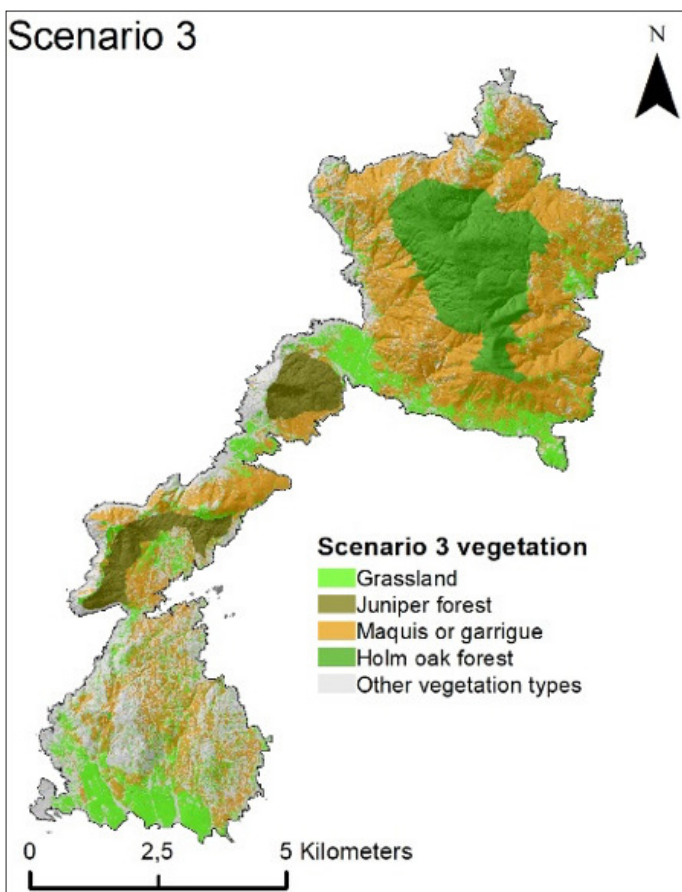 Scenario 3
N
Scenario 3 vegetation
Grassland
Juniper forest
Maquis or garrigue
Holm oak forest
Other vegetation types
0 2,5 5 Kilometers